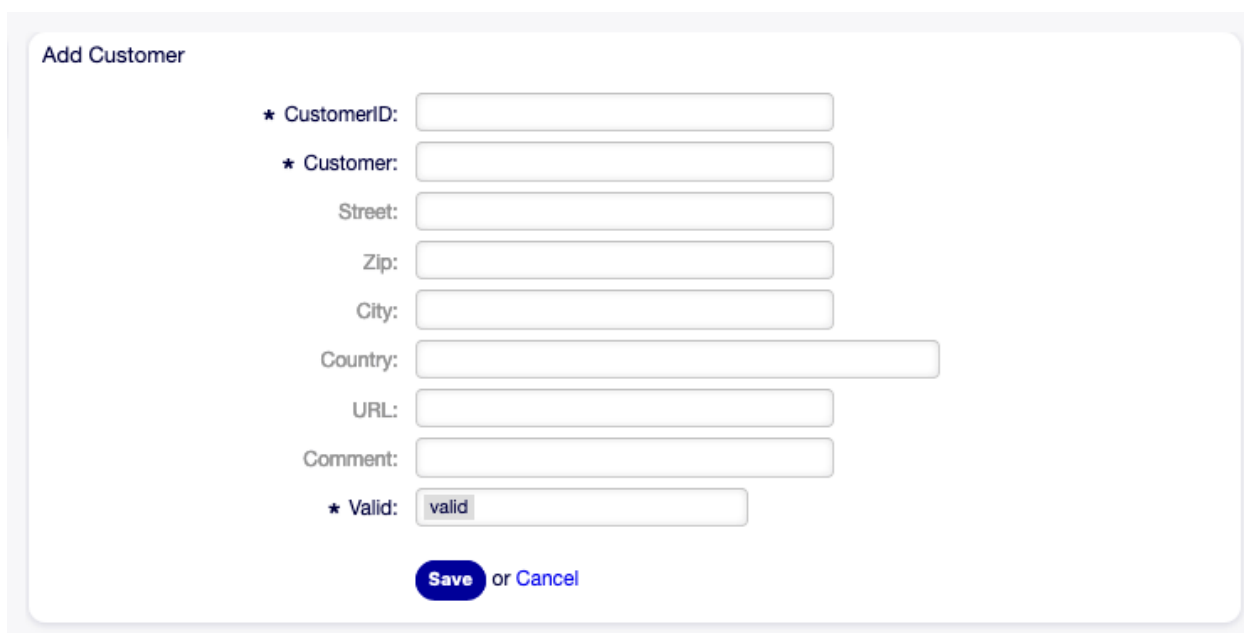 Add Customer
* CustomerID:
* Customer:
Street:
Zip:
City:
Country:
URL:
Comment:
* Valid: valid
Save or Cancel